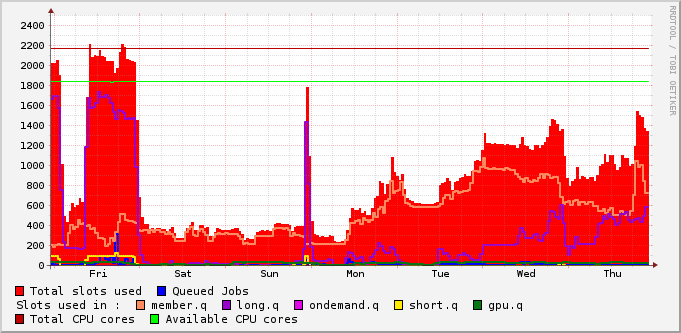 2400
2200
2000
1800
1600
1400
1200
1000
800
600
400
200
0
Fri Sat Sun Mon Tue Wed Thu
Total slots used Queued Jobs
Slots used in : member.q long.q ondemand.q short.q gpu.q
Total CPU cores Available CPU cores
RRDTOOL / TOBI OETIKER